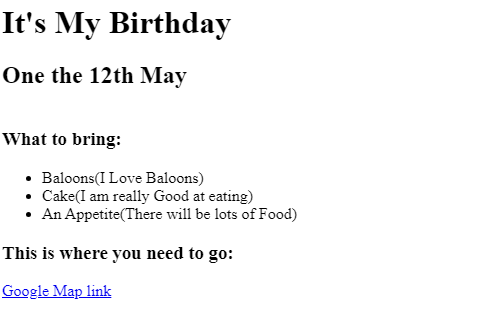 It's My Birthday
One the 12th May
What to bring:
Baloons(I Love Baloons)
Cake(I am really Good at eating)
An Appetite(There will be lots of Food)
This is where you need to go:
Google Map link